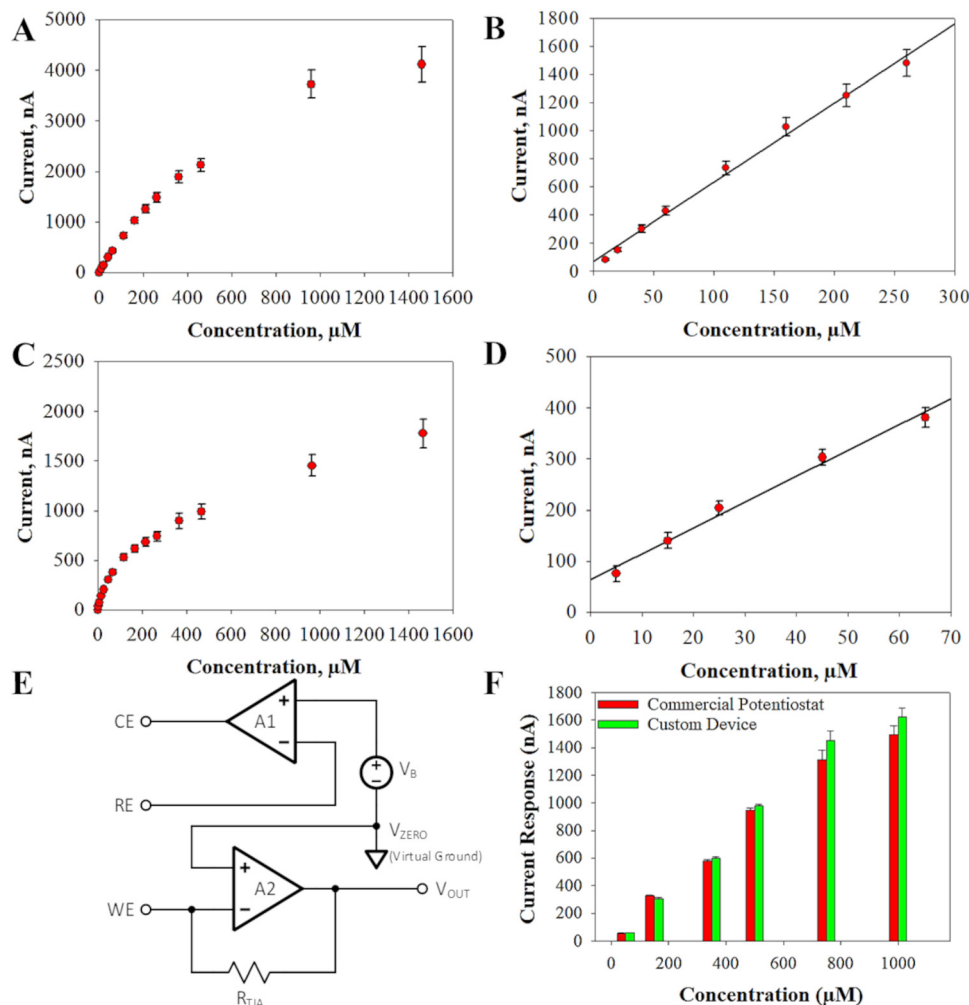 A
5000
4000
3000
2000
1000
0
Current, nA
0 200 400 600 800 1000 1200 1400 1600
Concentration, µM
B
1800
1600
1400
1200
1000
800
600
400
200
0
Current, nA
0 50 100 150 200 250 300
Concentration, µM
C
2500
2000
1500
1000
500
0
Current, nA
0 200 400 600 800 1000 1200 1400 1600
Concentration, µM
D
500
400
300
200
100
0
Current, nA
0 10 20 30 40 50 60 70
Concentration, µM
E
CE
A1
+
−
RE
+
−
VB
VZERO
(Virtual Ground)
+
−
A2
WE
VOUT
RTIA
F
Commercial Potentiostat
Custom Device
1800
1600
1400
1200
1000
800
600
400
200
0
Current Response (nA)
0 200 400 600 800 1000
Concentration (µM)